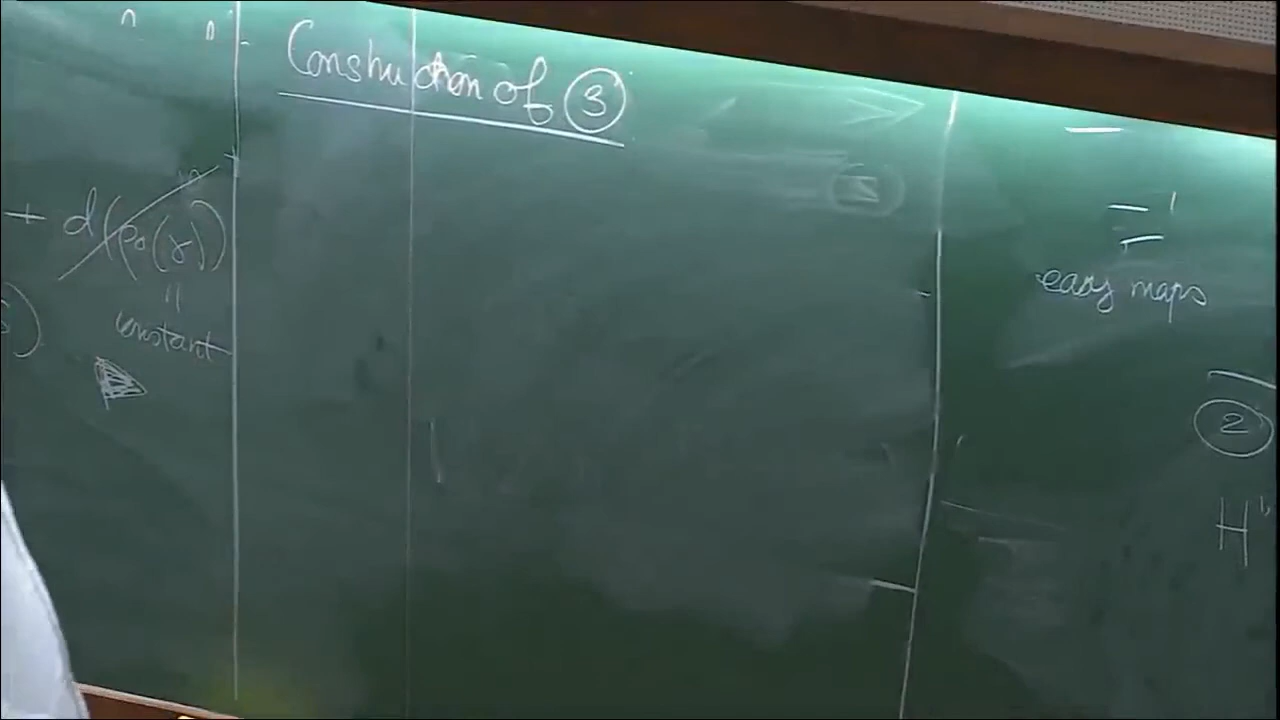 Construction of ③
+ d(ρ₀(γ))
"
constant
easy maps
②
H